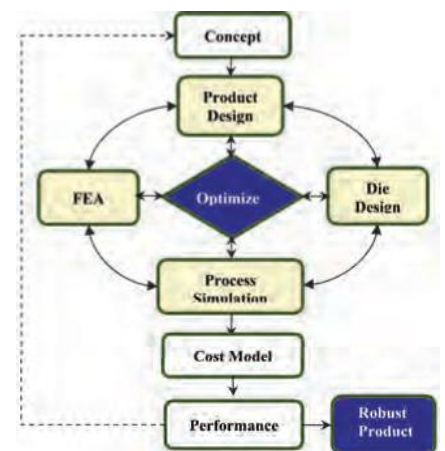 Concept
Product
Design
FEA
Optimize
Die
Design
Process
Simulation
Cost Model
Performance
Robust
Product